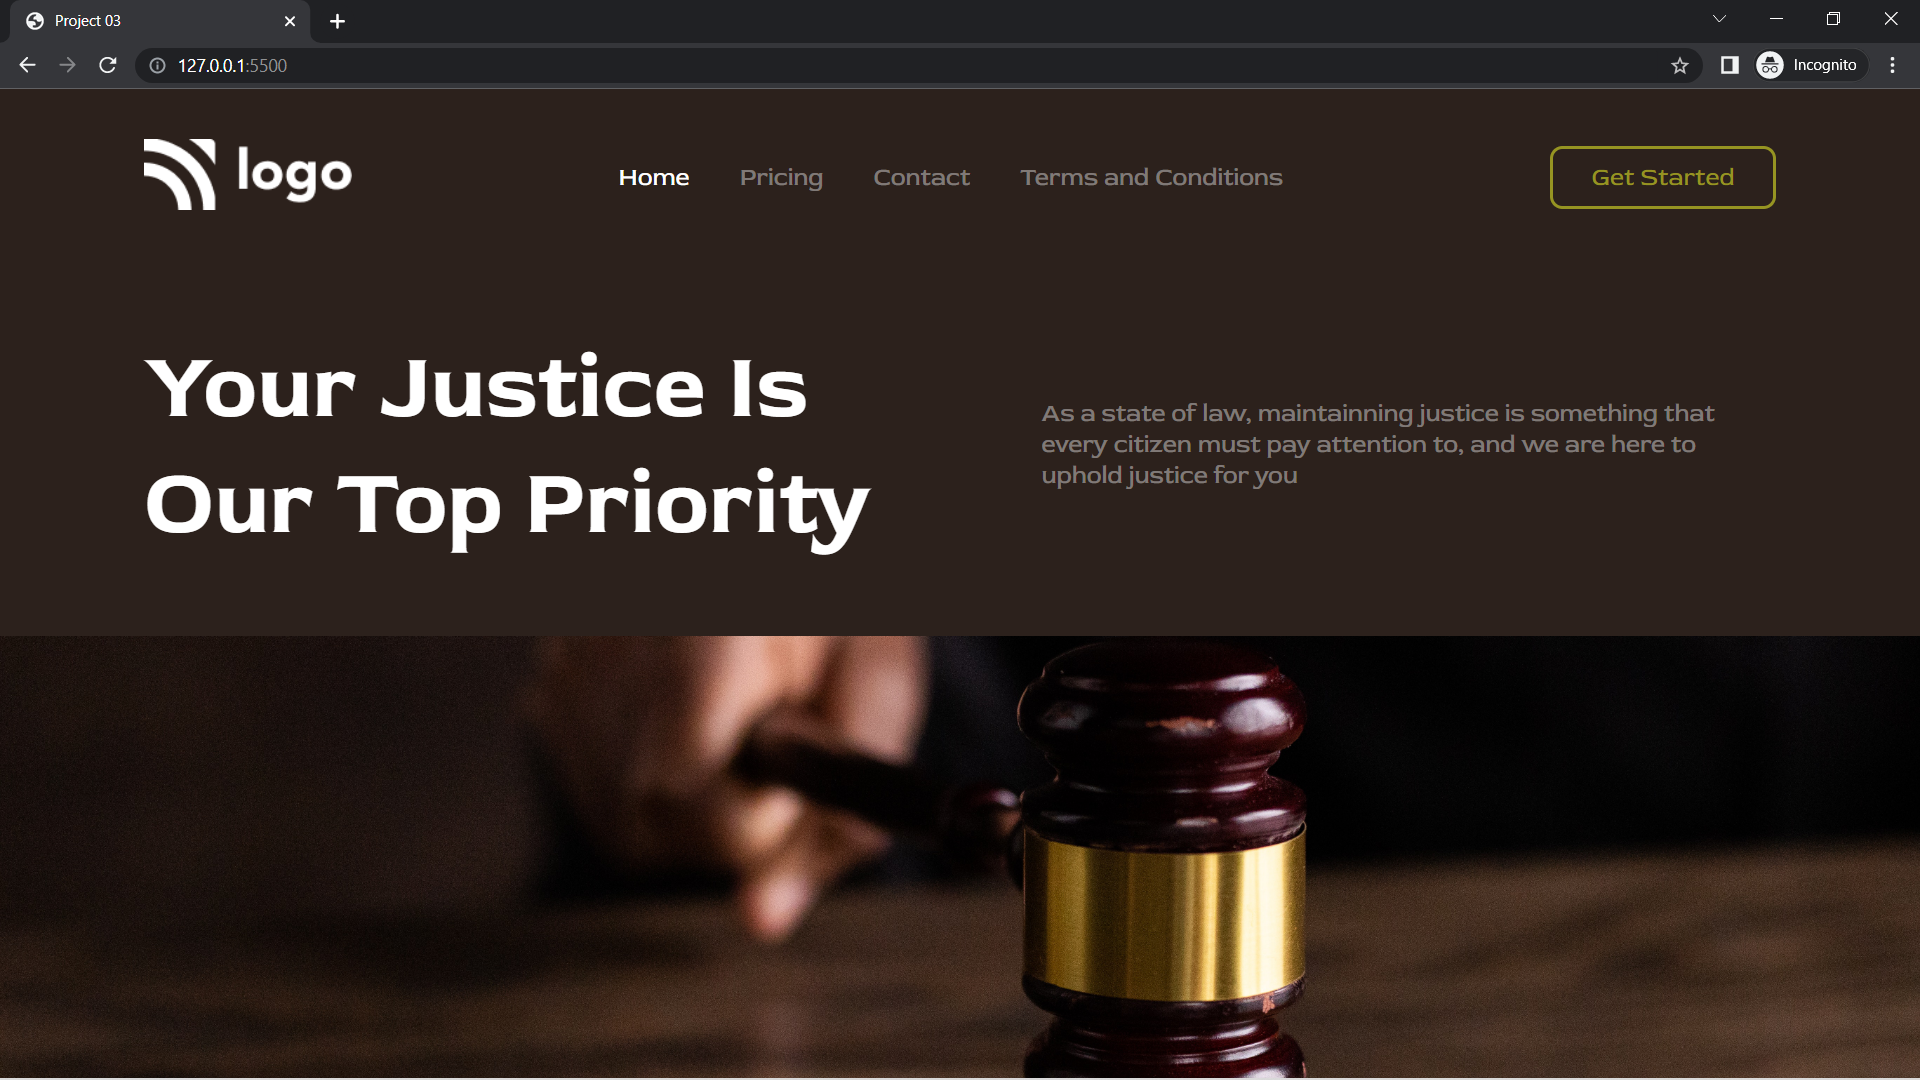 Project 03
127.0.0.1:5500
Incognito
logo
Home
Pricing
Contact
Terms and Conditions
Get Started
Your Justice Is
Our Top Priority
As a state of law, maintainning justice is something that
every citizen must pay attention to, and we are here to
uphold justice for you